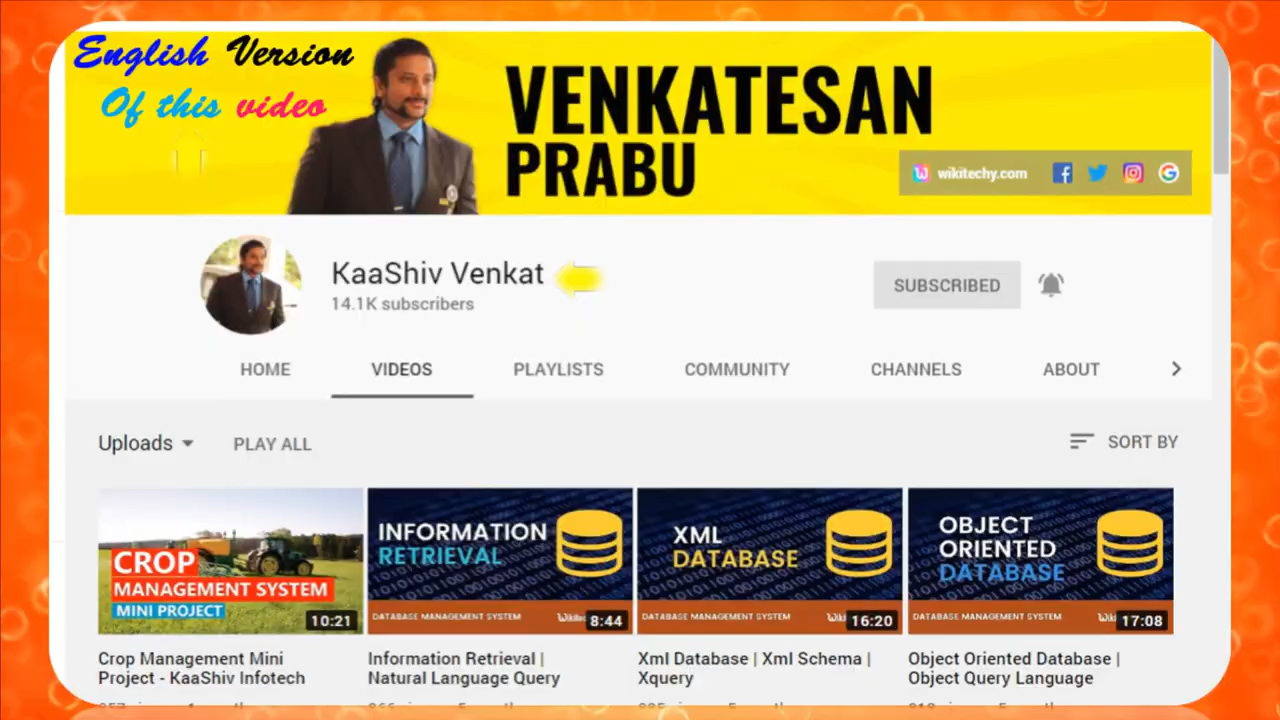 English Version
Of this video
VENKATESAN
PRABU
wikitechy.com
KaaShiv Venkat
14.1K subscribers
SUBSCRIBED
HOME VIDEOS PLAYLISTS COMMUNITY CHANNELS ABOUT
Uploads PLAY ALL SORT BY
CROP
MANAGEMENT SYSTEM
MINI PROJECT
10:21
INFORMATION
RETRIEVAL
DATABASE MANAGEMENT SYSTEM
8:44
XML
DATABASE
DATABASE MANAGEMENT SYSTEM
16:20
OBJECT
ORIENTED
DATABASE
DATABASE MANAGEMENT SYSTEM
17:08
Crop Management Mini
Project - KaaShiv Infotech
Information Retrieval |
Natural Language Query
Xml Database | Xml Schema |
Xquery
Object Oriented Database |
Object Query Language